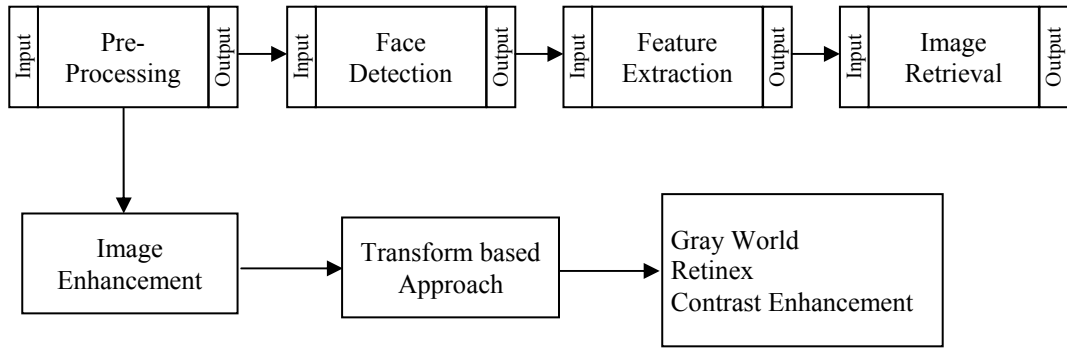 Input
Pre-
Processing
Output
Input
Face
Detection
Output
Input
Feature
Extraction
Output
Input
Image
Retrieval
Output
Image
Enhancement
Transform based
Approach
Gray World
Retinex
Contrast Enhancement